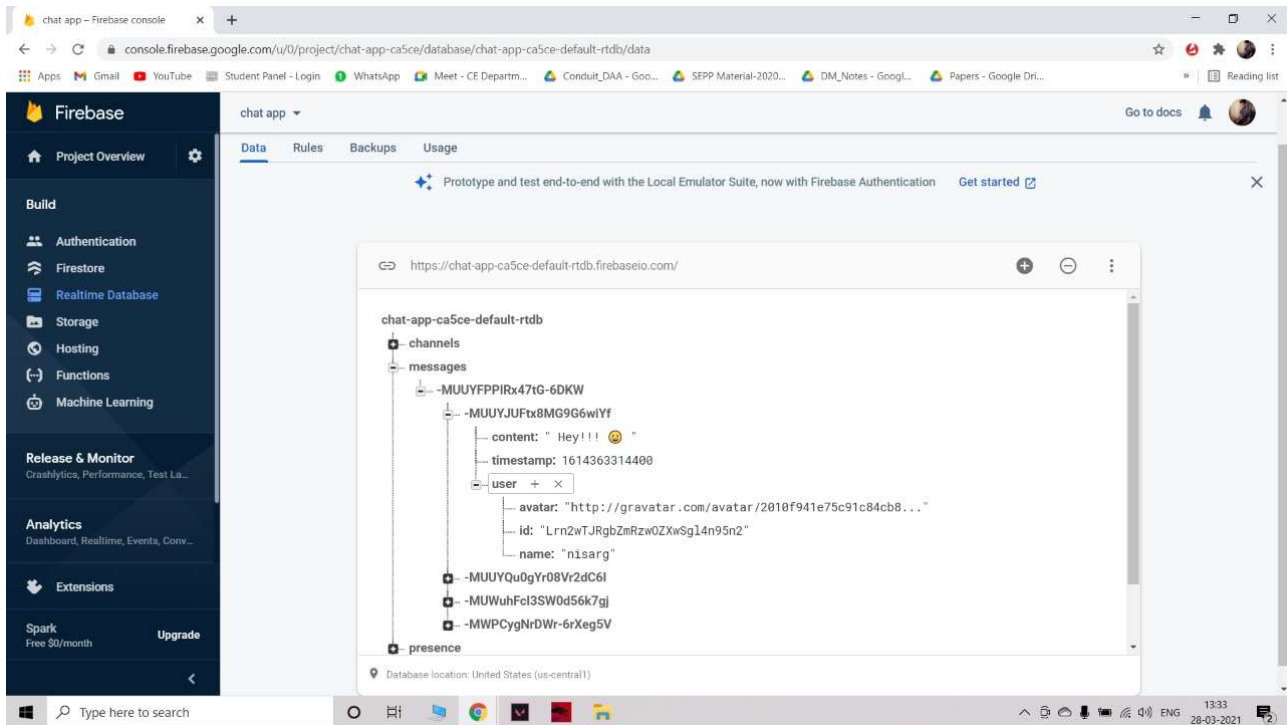 chat app – Firebase console
console.firebase.google.com/u/0/project/chat-app-ca5ce/database/chat-app-ca5ce-default-rtdb/data
Apps Gmail YouTube Student Panel - Login WhatsApp Meet - CE Departm... Conduit_DAA - Goo... SEPP Material-2020... DM_Notes - Googl... Papers - Google Dri... » Reading list
Firebase
chat app
Go to docs
Project Overview
Data Rules Backups Usage
Prototype and test end-to-end with the Local Emulator Suite, now with Firebase Authentication Get started
Build
Authentication
Firestore
Realtime Database
Storage
Hosting
Functions
Machine Learning
Release & Monitor
Crashlytics, Performance, Test La...
Analytics
Dashboard, Realtime, Events, Conv...
Extensions
Spark
Free $0/month
Upgrade
https://chat-app-ca5ce-default-rtdb.firebaseio.com/
chat-app-ca5ce-default-rtdb
channels
messages
-MUUYFPPIRx47tG-6DKW
-MUUYJUFtx8MG9G6wiYf
content: " Hey!!! 😀 "
timestamp: 1614363314400
user + ×
avatar: "http://gravatar.com/avatar/2010f941e75c91c84cb8..."
id: "Lrn2wTJRgbZmRzwOZXwSgl4n95n2"
name: "nisarg"
-MUUYQu0gYr08Vr2dC6I
-MUWuhFcI3SW0d56k7gj
-MWPCygNrDWr-6rXeg5V
presence
Database location: United States (us-central1)
Type here to search
ENG
13:33
28-03-2021